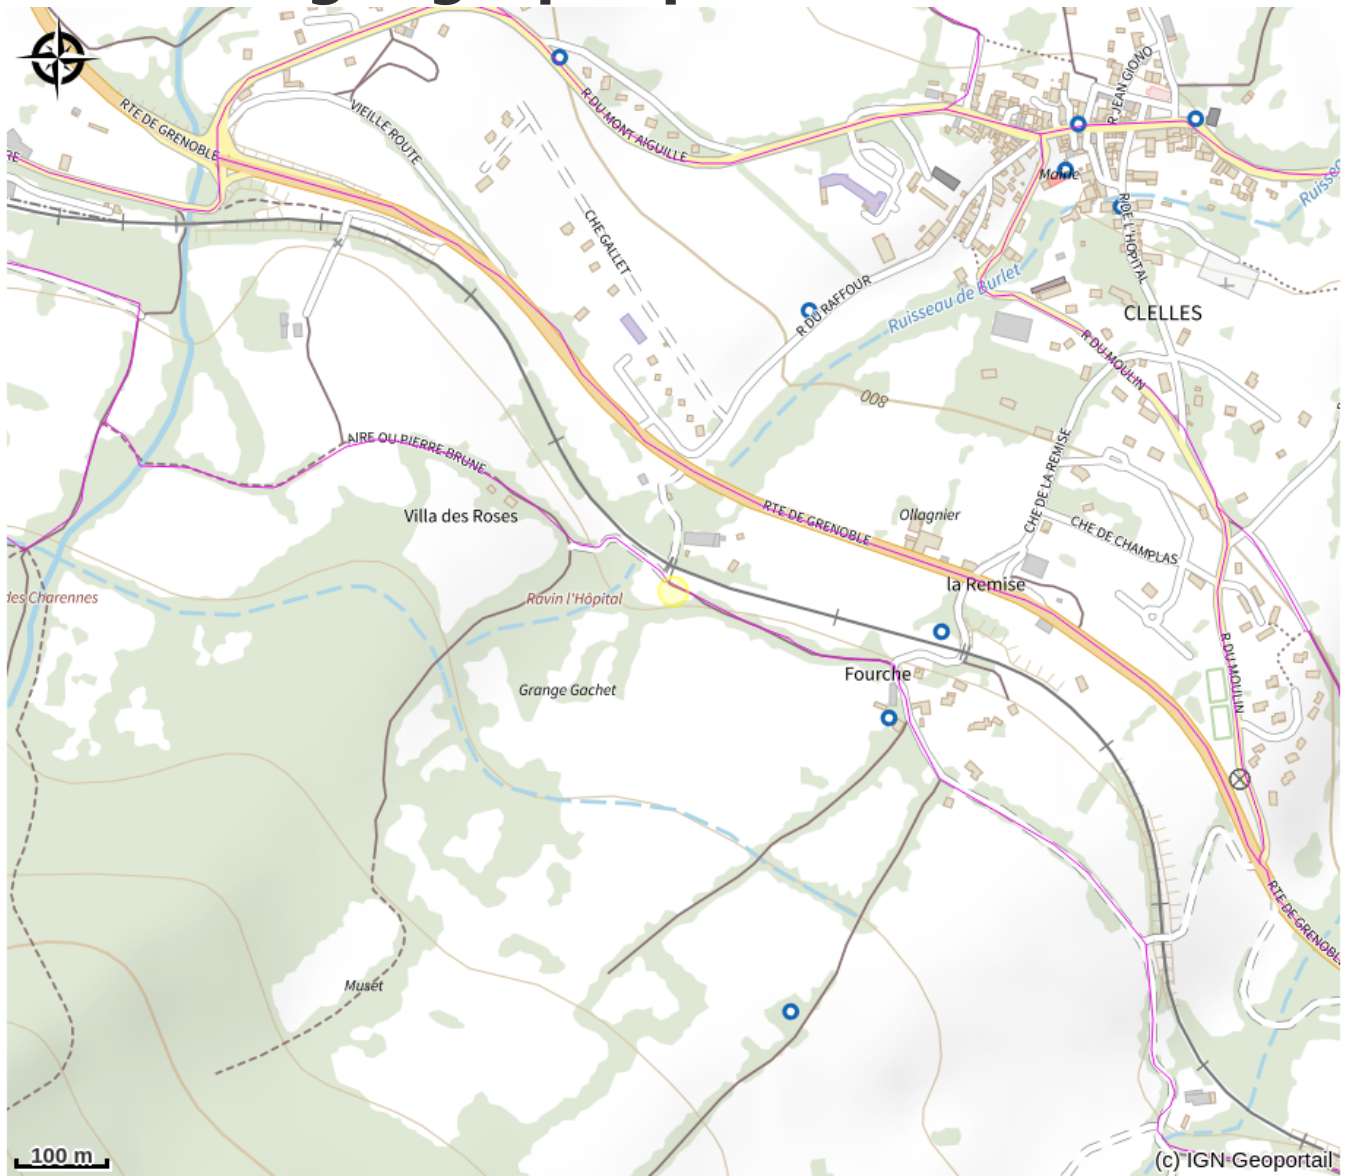 RTE DE GRENOBLE
VIEILLE ROUTE
R DU MONT AIGUILLE
R JEAN GIONO
Mairie
RE
R DE L'HOPITAL
CHE GALLET
R DU RAFFOUR
Ruisseau de Burlet
CLELLES
R DU MOULIN
008
AIRE OU PIERRE-BRUNE
CHE DE LA REMISE
Villa des Roses
RTE DE GRENOBLE
Ollagnier
CHE DE CHAMPLAS
la Remise
des Charennes
Ravin l'Hôpital
Fourche
R DU MOULIN
Grange Gachet
RTE DE GRENOBLE
Muset
100 m
(c) IGN Geoportail